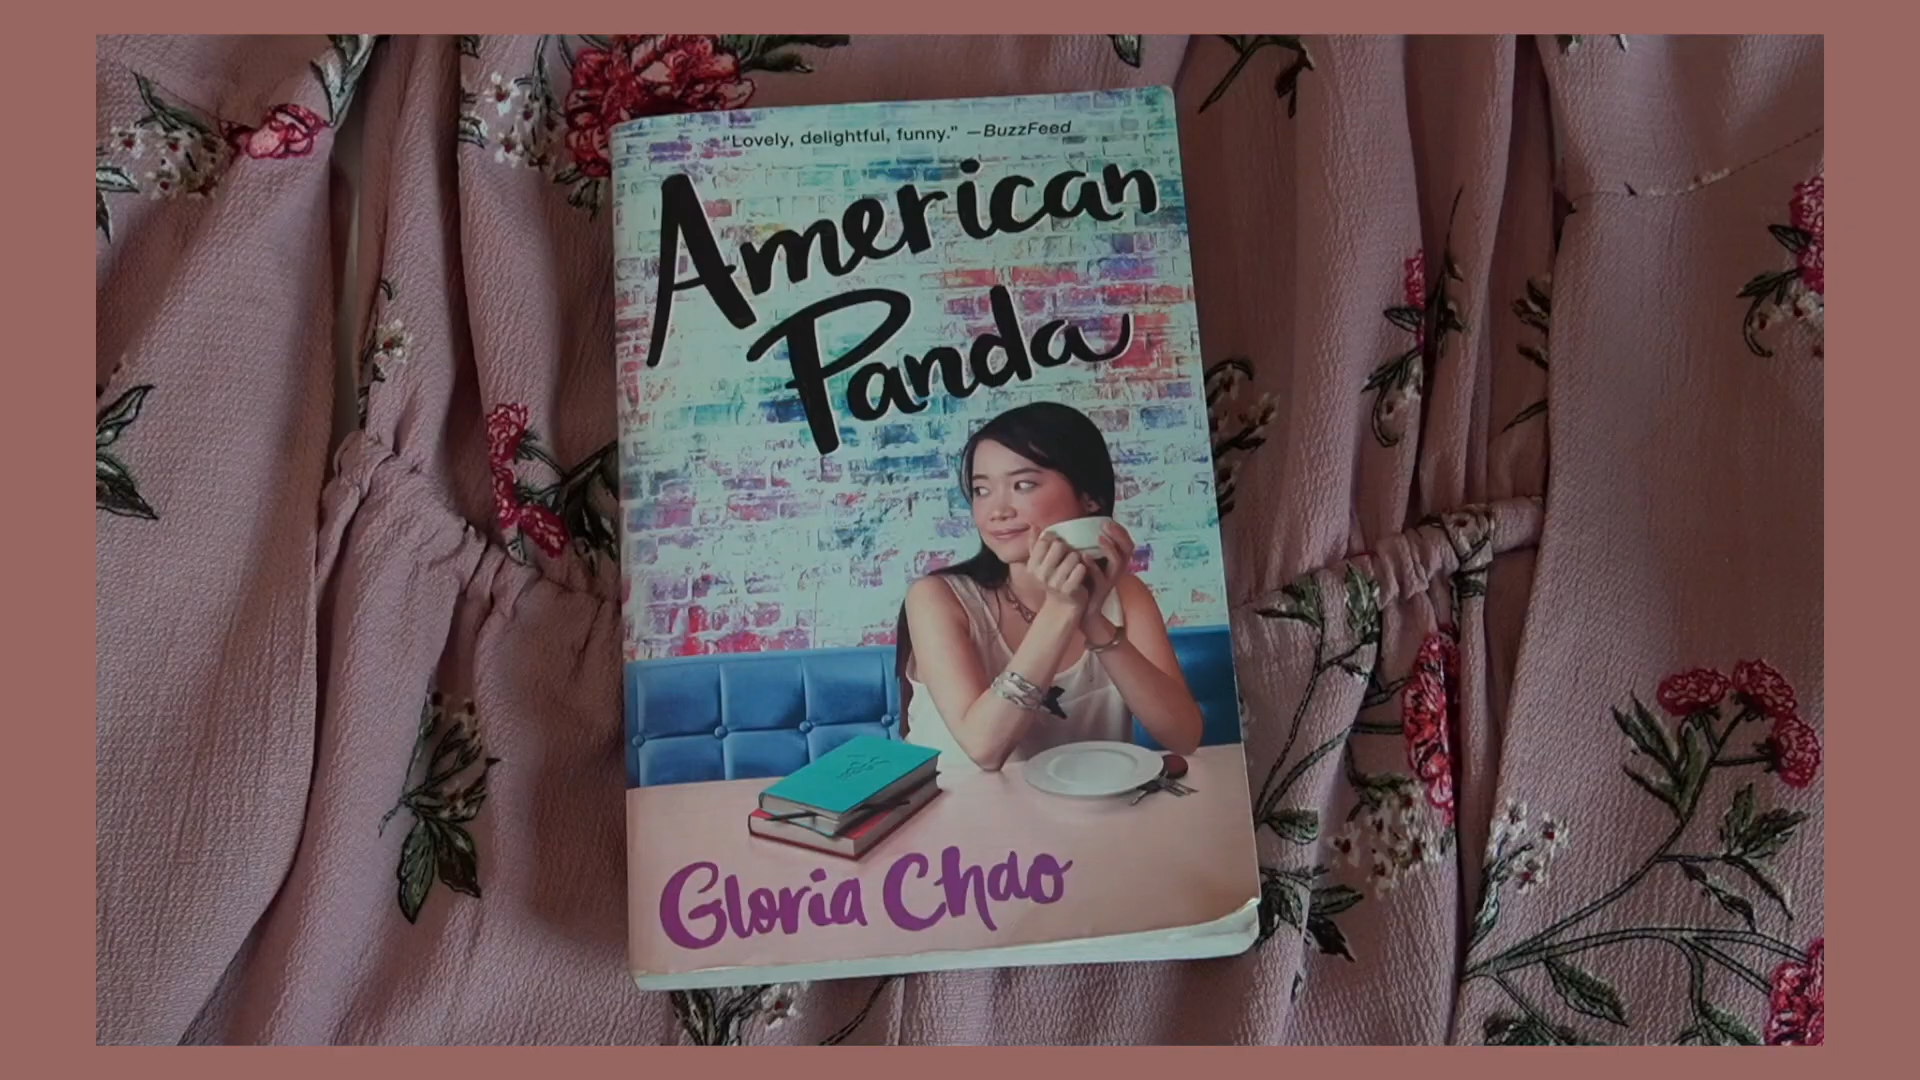 "Lovely, delightful, funny." —BuzzFeed
American
Panda
Gloria Chao